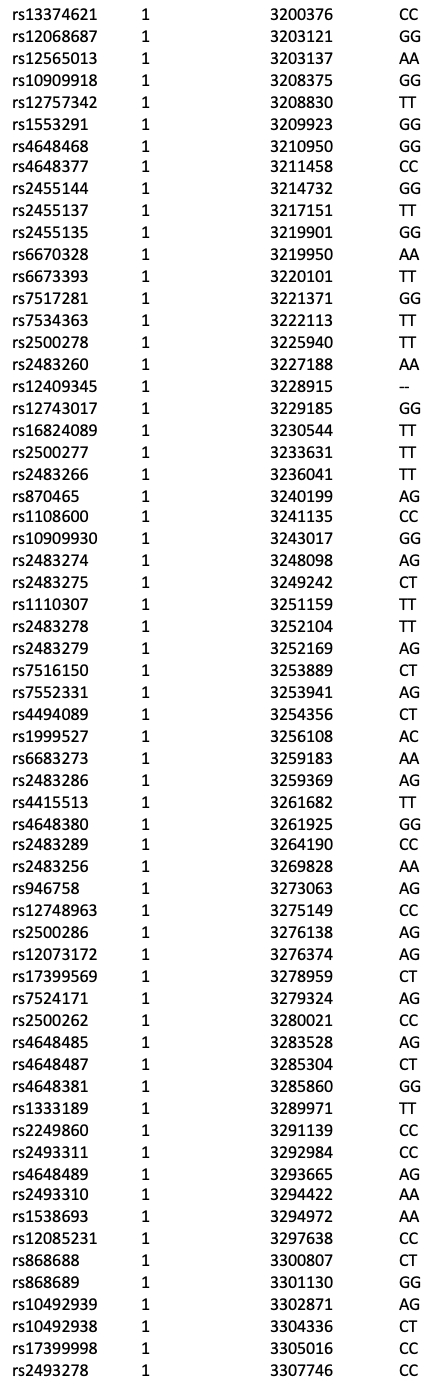 rs13374621 1 3200376 CC
rs12068687 1 3203121 GG
rs12565013 1 3203137 AA
rs10909918 1 3208375 GG
rs12757342 1 3208830 TT
rs1553291 1 3209923 GG
rs4648468 1 3210950 GG
rs4648377 1 3211458 CC
rs2455144 1 3214732 GG
rs2455137 1 3217151 TT
rs2455135 1 3219901 GG
rs6670328 1 3219950 AA
rs6673393 1 3220101 TT
rs7517281 1 3221371 GG
rs7534363 1 3222113 TT
rs2500278 1 3225940 TT
rs2483260 1 3227188 AA
rs12409345 1 3228915 --
rs12743017 1 3229185 GG
rs16824089 1 3230544 TT
rs2500277 1 3233631 TT
rs2483266 1 3236041 TT
rs870465 1 3240199 AG
rs1108600 1 3241135 CC
rs10909930 1 3243017 GG
rs2483274 1 3248098 AG
rs2483275 1 3249242 CT
rs1110307 1 3251159 TT
rs2483278 1 3252104 TT
rs2483279 1 3252169 AG
rs7516150 1 3253889 CT
rs7552331 1 3253941 AG
rs4494089 1 3254356 CT
rs1999527 1 3256108 AC
rs6683273 1 3259183 AA
rs2483286 1 3259369 AG
rs4415513 1 3261682 TT
rs4648380 1 3261925 GG
rs2483289 1 3264190 CC
rs2483256 1 3269828 AA
rs946758 1 3273063 AG
rs12748963 1 3275149 CC
rs2500286 1 3276138 AG
rs12073172 1 3276374 AG
rs17399569 1 3278959 CT
rs7524171 1 3279324 AG
rs2500262 1 3280021 CC
rs4648485 1 3283528 AG
rs4648487 1 3285304 CT
rs4648381 1 3285860 GG
rs1333189 1 3289971 TT
rs2249860 1 3291139 CC
rs2493311 1 3292984 CC
rs4648489 1 3293665 AG
rs2493310 1 3294422 AA
rs1538693 1 3294972 AA
rs12085231 1 3297638 CC
rs868688 1 3300807 CT
rs868689 1 3301130 GG
rs10492939 1 3302871 AG
rs10492938 1 3304336 CT
rs17399998 1 3305016 CC
rs2493278 1 3307746 CC